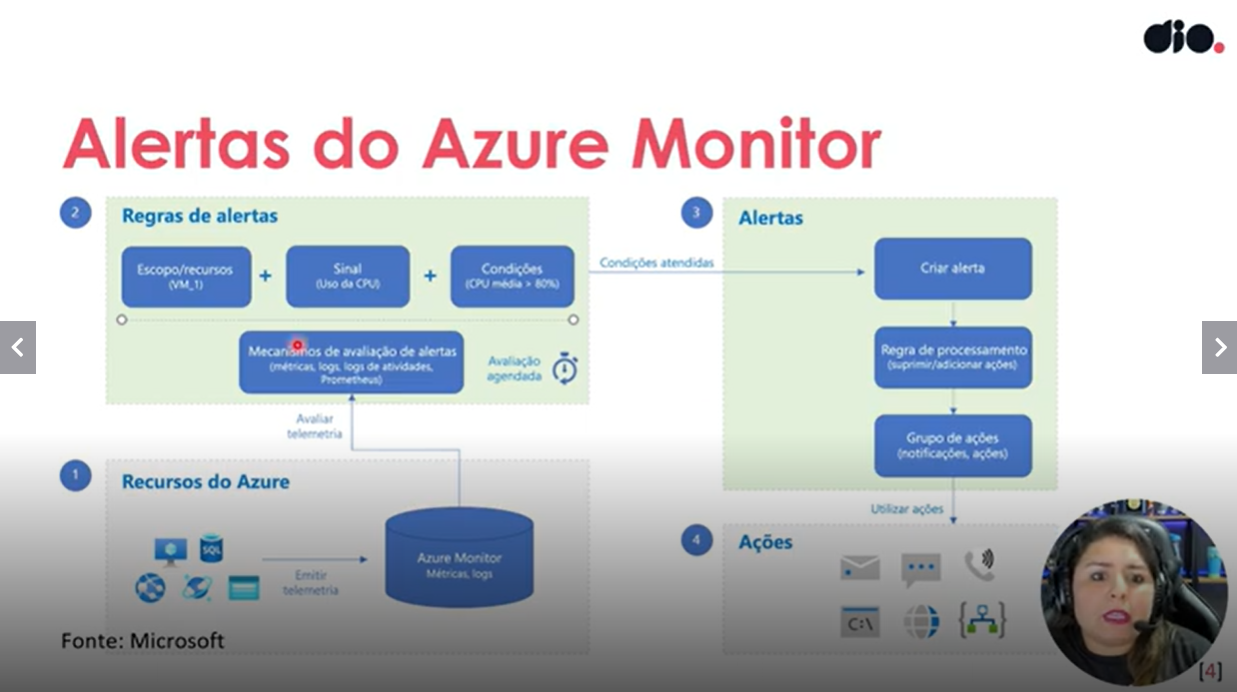 dio.
Alertas do Azure Monitor
2
Regras de alertas
Escopo/recursos
(VM_1)
+
Sinal
(Uso da CPU)
+
Condições
(CPU média > 80%)
Mecanismos de avaliação de alertas
(métricas, logs, logs de atividades,
Prometheus)
Avaliação
agendada
Condições atendidas
3
Alertas
Criar alerta
Regra de processamento
(suprimir/adicionar ações)
Grupo de ações
(notificações, ações)
Avaliar
telemetria
1
Recursos do Azure
SQL
Emitir
telemetria
Azure Monitor
Métricas, logs
Utilizar ações
4
Ações
C:\
Fonte: Microsoft
[4]